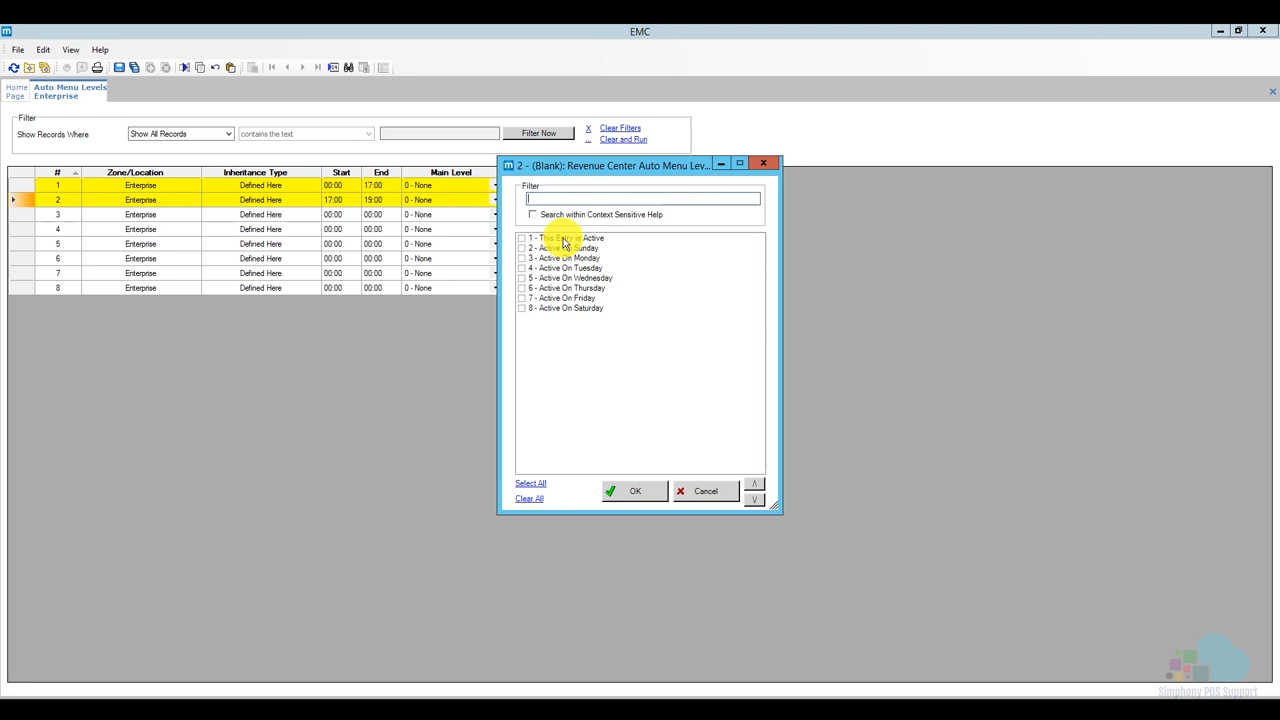 EMC
File Edit View Help
Home Page
Auto Menu Levels Enterprise
Filter
Show Records Where Show All Records contains the text Filter Now X Clear Filters
... Clear and Run
# Zone/Location Inheritance Type Start End Main Level
1 Enterprise Defined Here 00:00 17:00 0 - None
2 Enterprise Defined Here 17:00 19:00 0 - None
3 Enterprise Defined Here 00:00 00:00 0 - None
4 Enterprise Defined Here 00:00 00:00 0 - None
5 Enterprise Defined Here 00:00 00:00 0 - None
6 Enterprise Defined Here 00:00 00:00 0 - None
7 Enterprise Defined Here 00:00 00:00 0 - None
8 Enterprise Defined Here 00:00 00:00 0 - None
2 - (Blank): Revenue Center Auto Menu Lev...
Filter
Search within Context Sensitive Help
1 - This Entry is Active
2 - Active On Sunday
3 - Active On Monday
4 - Active On Tuesday
5 - Active On Wednesday
6 - Active On Thursday
7 - Active On Friday
8 - Active On Saturday
Select All
Clear All
OK
Cancel
Simphony POS Support